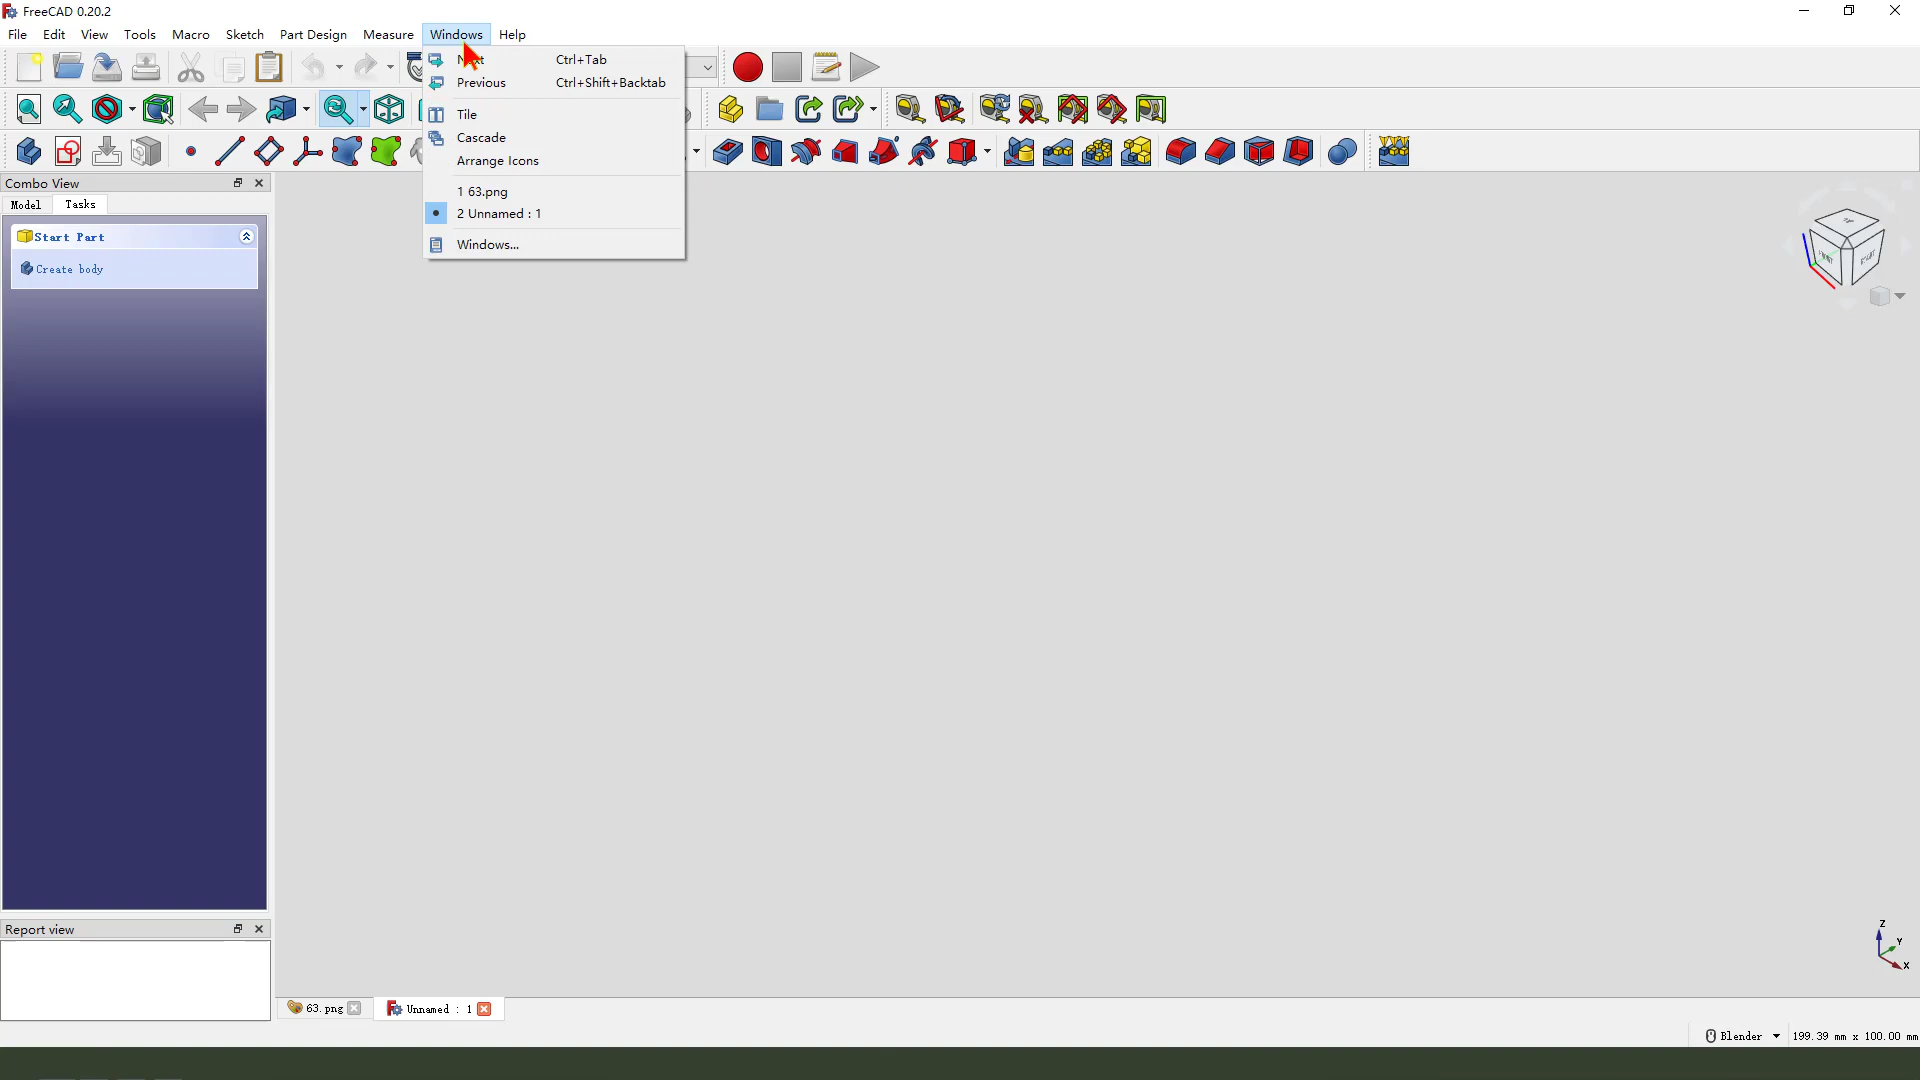 FreeCAD 0.20.2
File Edit View Tools Macro Sketch Part Design Measure Windows Help
Ctrl+Tab
Previous Ctrl+Shift+Backtab
Tile
Cascade
Arrange Icons
1 63.png
2 Unnamed : 1
Windows...
Combo View
Model Tasks
Start Part
Create body
Report view
63.png
Unnamed : 1
Z
Y
X
Blender 199.39 mm x 100.00 mm